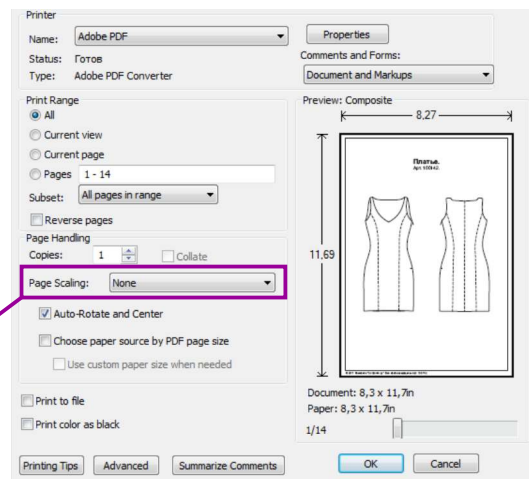 Printer
Name: Adobe PDF
Properties
Status: Готов
Type: Adobe PDF Converter
Comments and Forms:
Document and Markups
Print Range
All
Current view
Current page
Pages 1 - 14
Subset: All pages in range
Reverse pages
Page Handling
Copies: 1 Collate
Page Scaling: None
Auto-Rotate and Center
Choose paper source by PDF page size
Use custom paper size when needed
Print to file
Print color as black
Preview: Composite
8,27
11,69
Платье.
Document: 8,3 x 11,7in
Paper: 8,3 x 11,7in
1/14
Printing Tips Advanced Summarize Comments OK Cancel